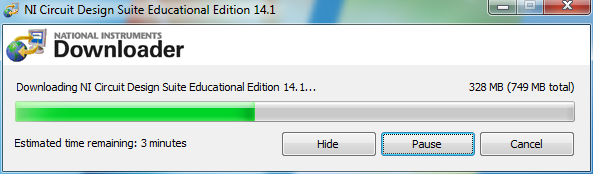 NI Circuit Design Suite Educational Edition 14.1
NATIONAL INSTRUMENTS
Downloader
Downloading NI Circuit Design Suite Educational Edition 14.1... 328 MB (749 MB total)
Estimated time remaining: 3 minutes Hide Pause Cancel